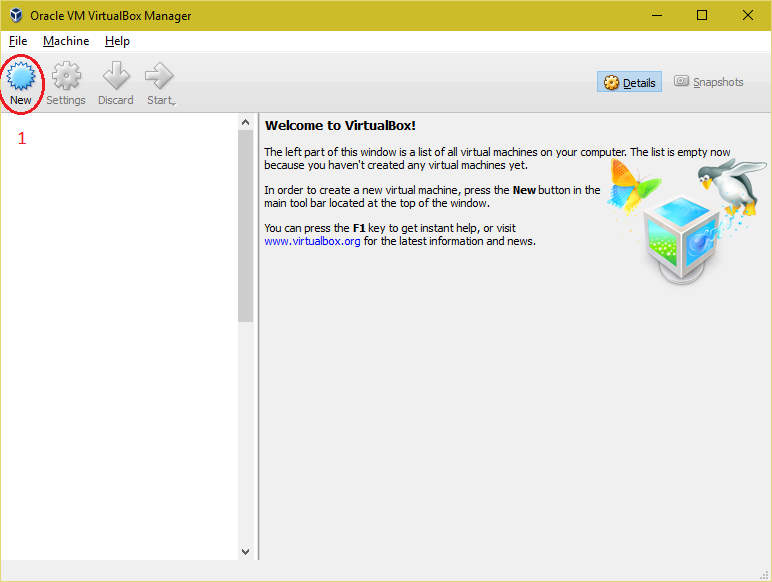 Oracle VM VirtualBox Manager
File Machine Help
New Settings Discard Start
Details Snapshots
1
Welcome to VirtualBox!
The left part of this window is a list of all virtual machines on your computer. The list is empty now
because you haven't created any virtual machines yet.
In order to create a new virtual machine, press the New button in the
main tool bar located at the top of the window.
You can press the F1 key to get instant help, or visit
www.virtualbox.org for the latest information and news.